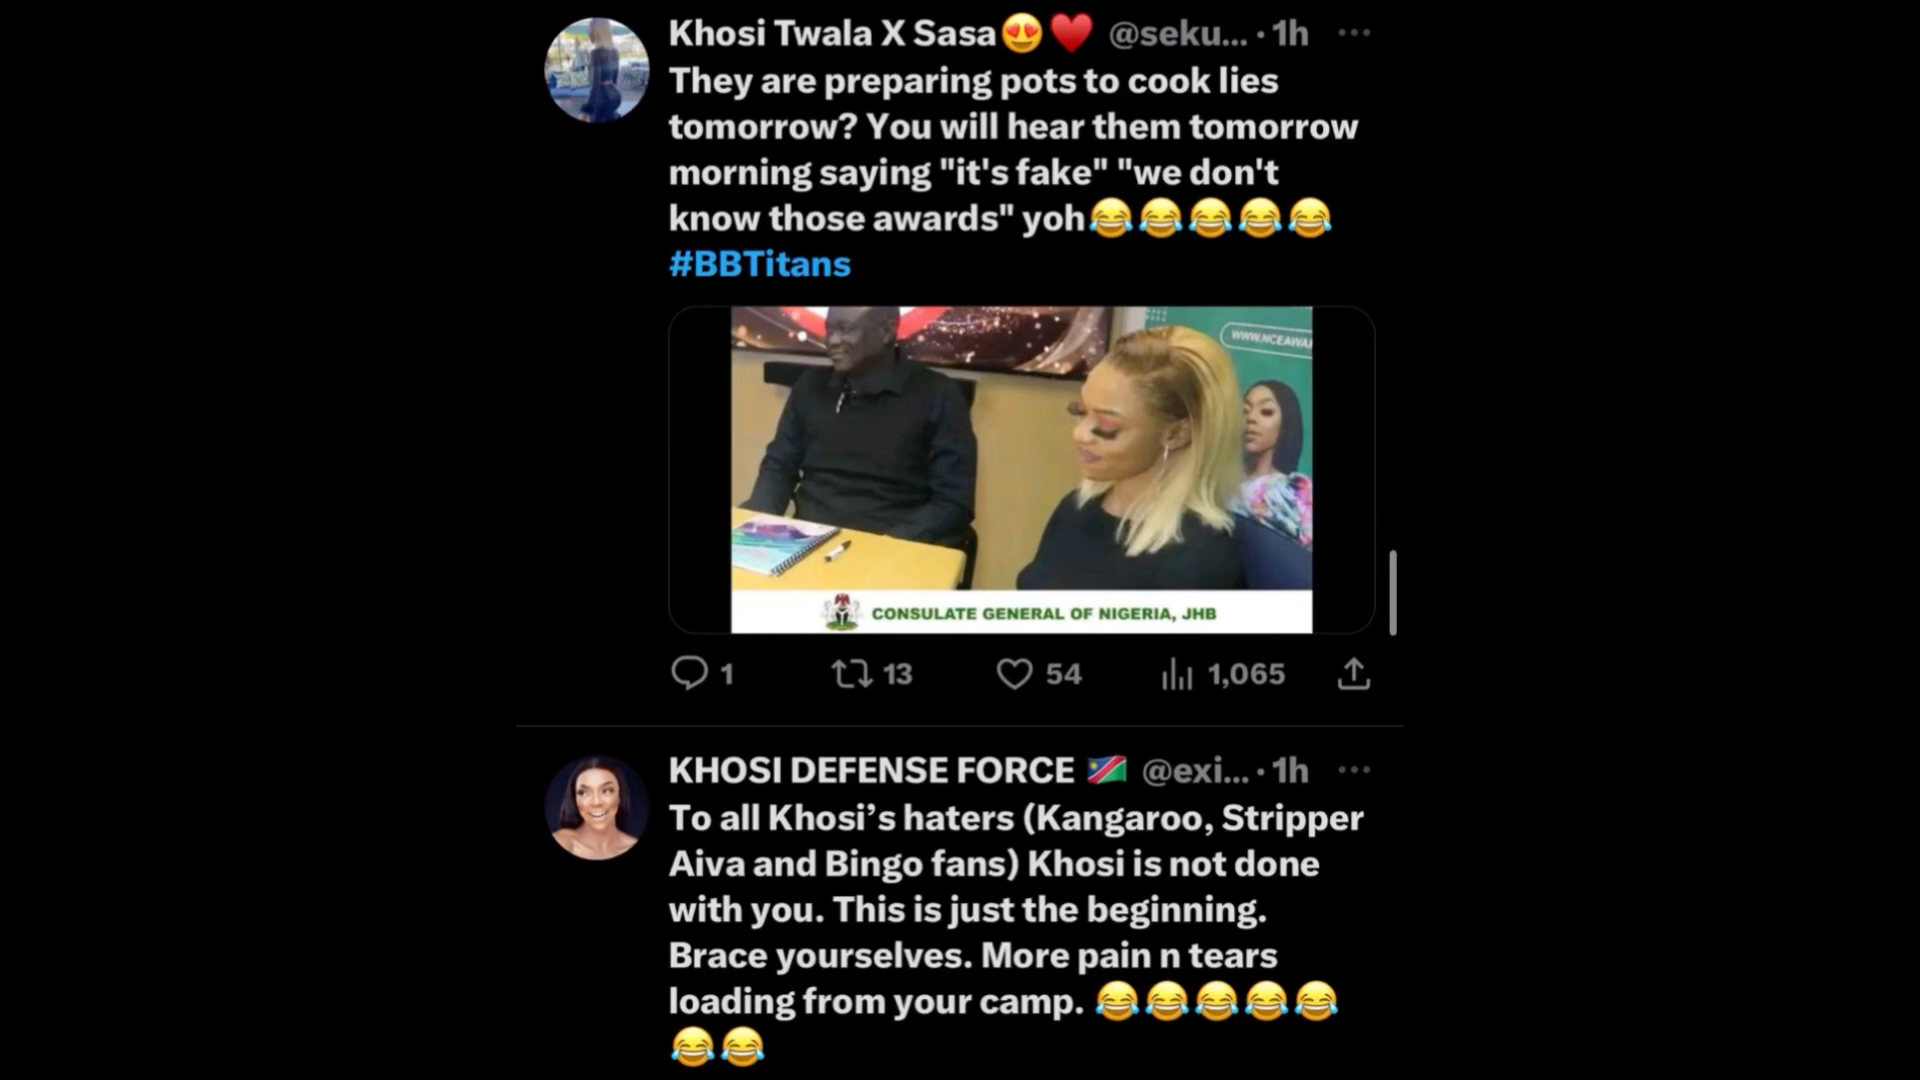 Khosi Twala X Sasa😍♥️ @seku... · 1h ···
They are preparing pots to cook lies
tomorrow? You will hear them tomorrow
morning saying "it's fake" "we don't
know those awards" yoh😂😂😂😂😂
#BBTitans
WWW.NCEAWA
CONSULATE GENERAL OF NIGERIA, JHB
1 13 54 1,065
KHOSI DEFENSE FORCE 🇳🇦 @exi... · 1h ···
To all Khosi’s haters (Kangaroo, Stripper
Aiva and Bingo fans) Khosi is not done
with you. This is just the beginning.
Brace yourselves. More pain n tears
loading from your camp. 😂😂😂😂😂
😂😂